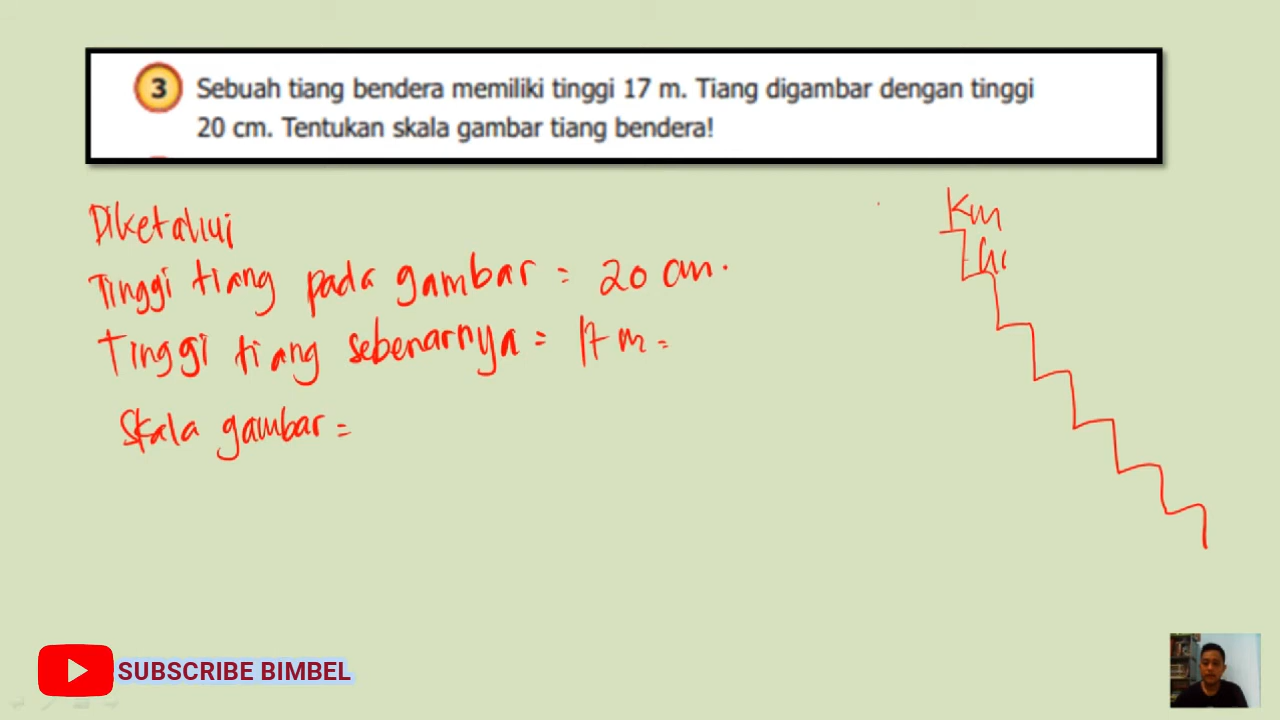 3 Sebuah tiang bendera memiliki tinggi 17 m. Tiang digambar dengan tinggi
20 cm. Tentukan skala gambar tiang bendera!
Diketahui
Tinggi tiang pada gambar = 20 cm.
Tinggi tiang sebenarnya = 17 m =
Skala gambar =
Km
SUBSCRIBE BIMBEL